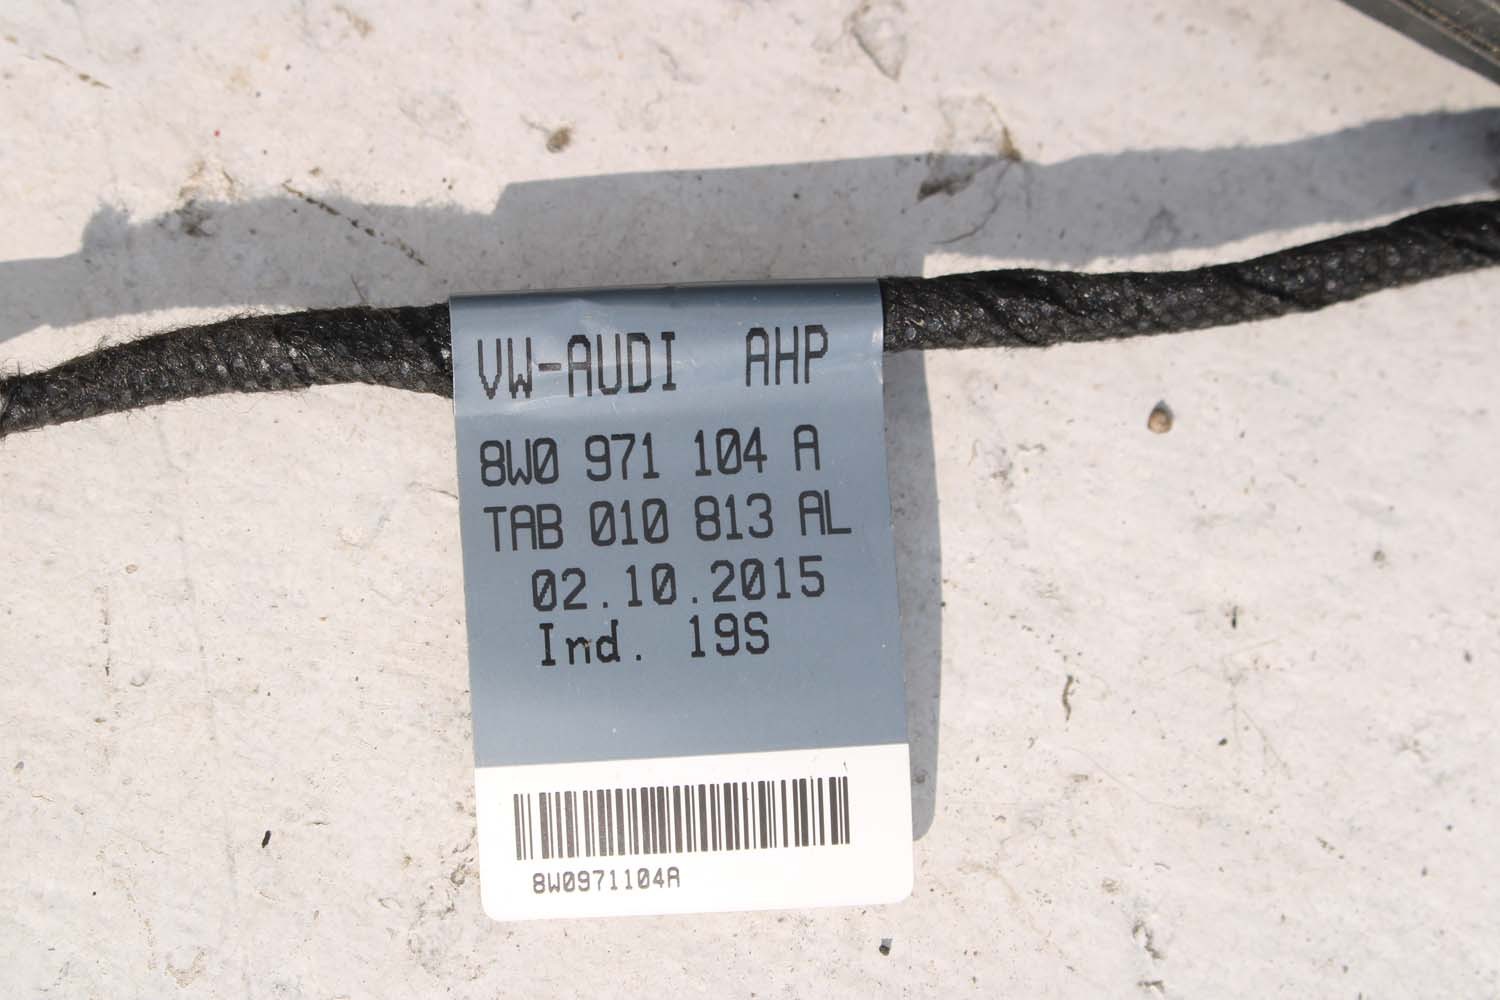 VW-AUDI AHP
8W0 971 104 A
TAB 010 813 AL
02.10.2015
Ind. 19S
8W0971104A